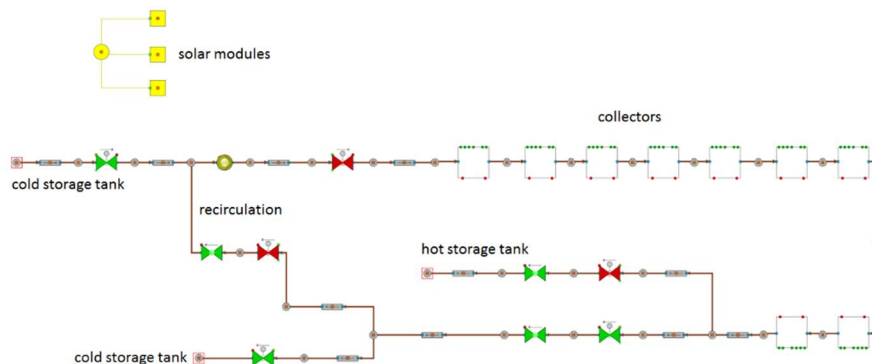 solar modules
collectors
cold storage tank
recirculation
hot storage tank
cold storage tank